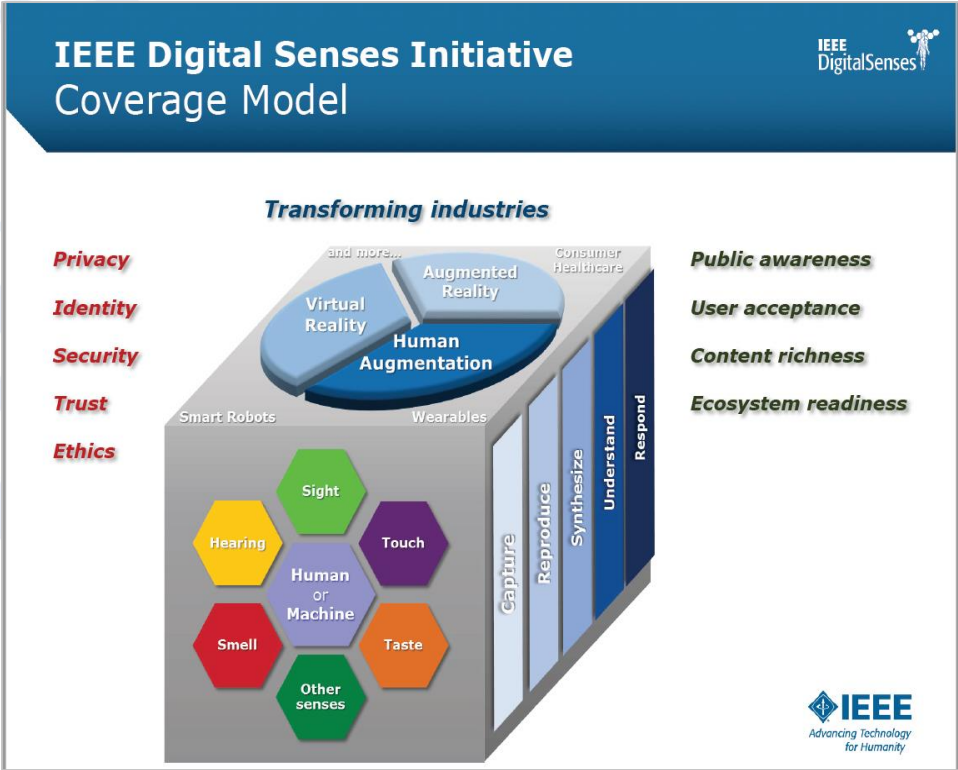 IEEE Digital Senses Initiative
Coverage Model
IEEE
DigitalSenses
Transforming industries
Privacy
Identity
Security
Trust
Ethics
and more...
Consumer
Healthcare
Augmented
Reality
Virtual
Reality
Human
Augmentation
Smart Robots
Wearables
Sight
Hearing
Touch
Human
or
Machine
Smell
Taste
Other
senses
Capture
Reproduce
Synthesize
Understand
Respond
Public awareness
User acceptance
Content richness
Ecosystem readiness
IEEE
Advancing Technology
for Humanity